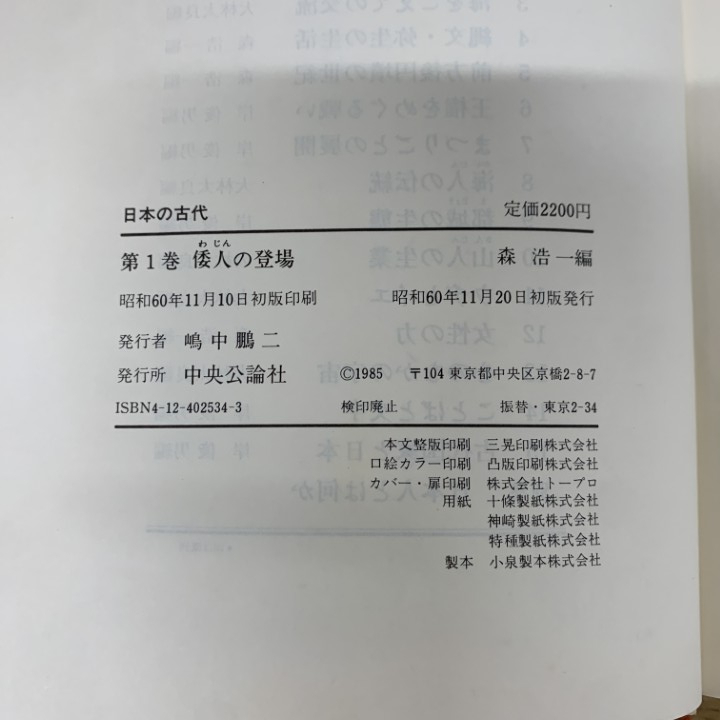 日本の古代 定価2200円
わじん
第1巻 倭人の登場 森 浩一編
昭和60年11月10日初版印刷 昭和60年11月20日初版発行
発行者 嶋中鵬二
発行所 中央公論社 ©1985 〒104 東京都中央区京橋2-8-7
ISBN4-12-402534-3 検印廃止 振替・東京2-34
本文整版印刷 三晃印刷株式会社
口絵カラー印刷 凸版印刷株式会社
カバー・扉印刷 株式会社トープロ
用紙 十條製紙株式会社
神崎製紙株式会社
特種製紙株式会社
製本 小泉製本株式会社